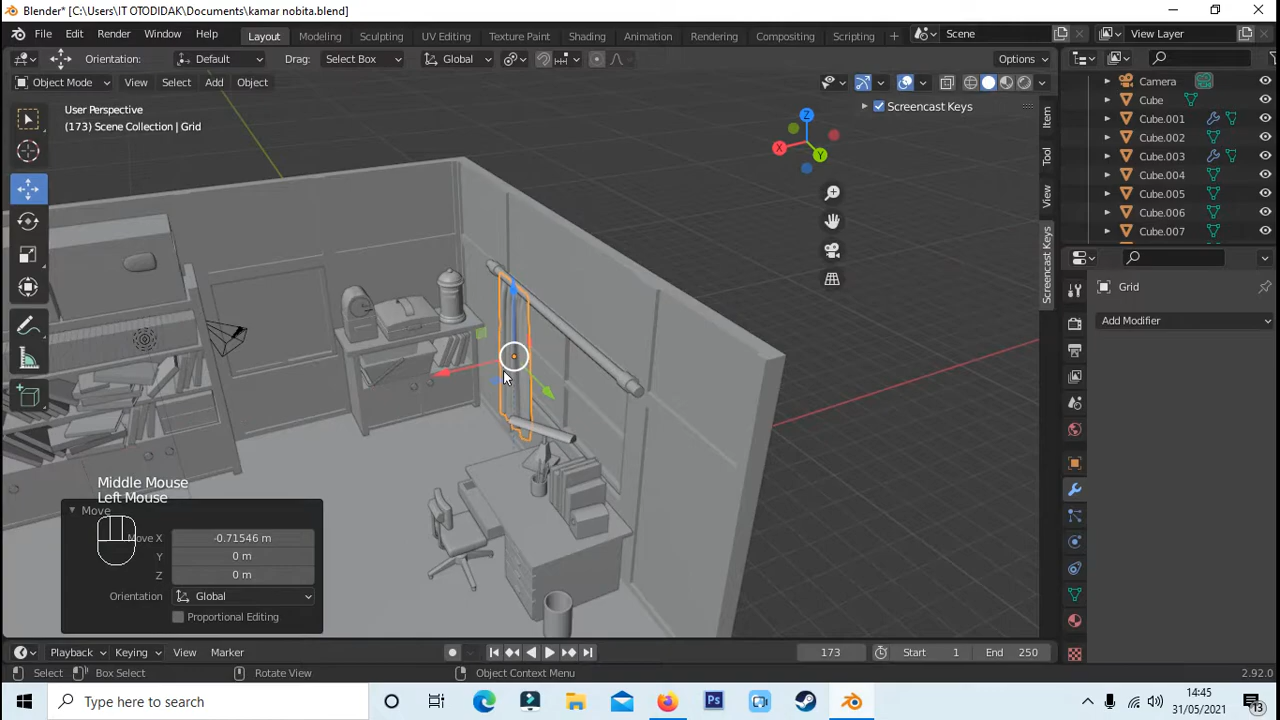 Blender* [C:\Users\IT OTODIDAK\Documents\kamar nobita.blend]
File Edit Render Window Help Layout Modeling Sculpting UV Editing Texture Paint Shading Animation Rendering Compositing Scripting + Scene View Layer
Orientation: Default Drag: Select Box Global Options
Object Mode View Select Add Object
User Perspective
(173) Scene Collection | Grid
Screencast Keys
Z
X
Y
Item
Tool
View
Screencast Keys
Camera
Cube
Cube.001
Cube.002
Cube.003
Cube.004
Cube.005
Cube.006
Cube.007
Grid
Add Modifier
Middle Mouse
Left Mouse
Move
Move X -0.71546 m
Y 0 m
Z 0 m
Orientation Global
Proportional Editing
Playback Keying View Marker 173 Start 1 End 250
Select Box Select Rotate View Object Context Menu 2.92.0
Type here to search
Ps
14:45
31/05/2021
13